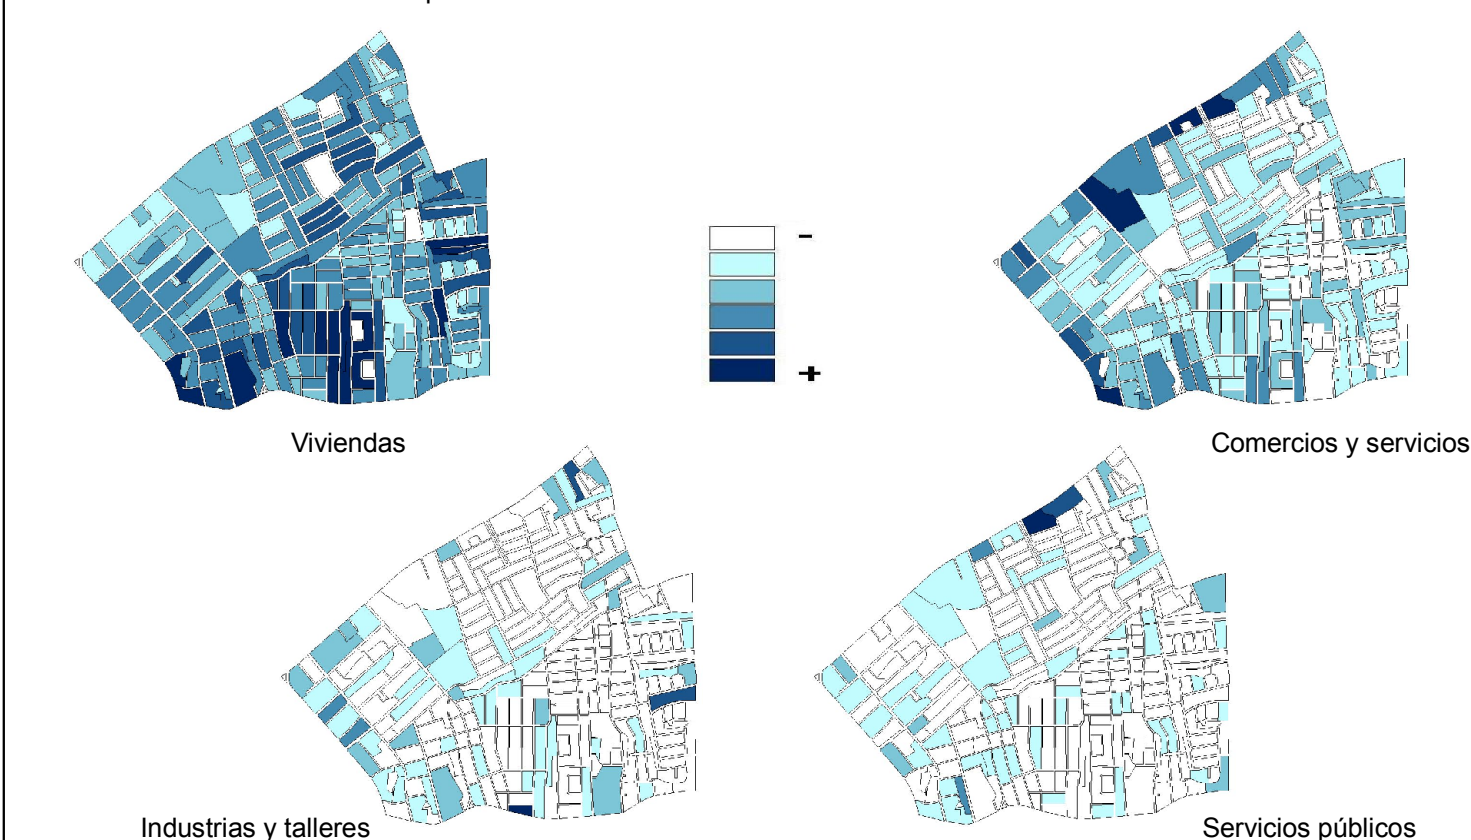 -
+
Viviendas
Comercios y servicios
Industrias y talleres
Servicios públicos